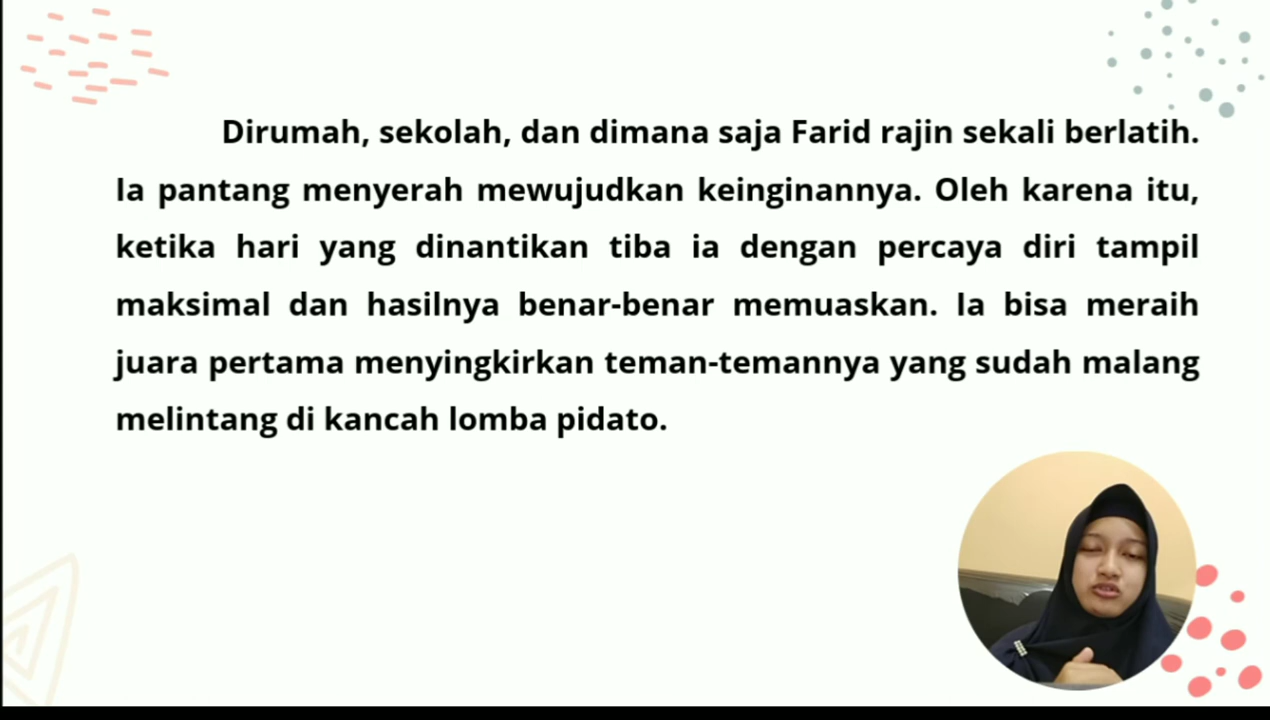 Dirumah, sekolah, dan dimana saja Farid rajin sekali berlatih.
Ia pantang menyerah mewujudkan keinginannya. Oleh karena itu,
ketika hari yang dinantikan tiba ia dengan percaya diri tampil
maksimal dan hasilnya benar-benar memuaskan. Ia bisa meraih
juara pertama menyingkirkan teman-temannya yang sudah malang
melintang di kancah lomba pidato.